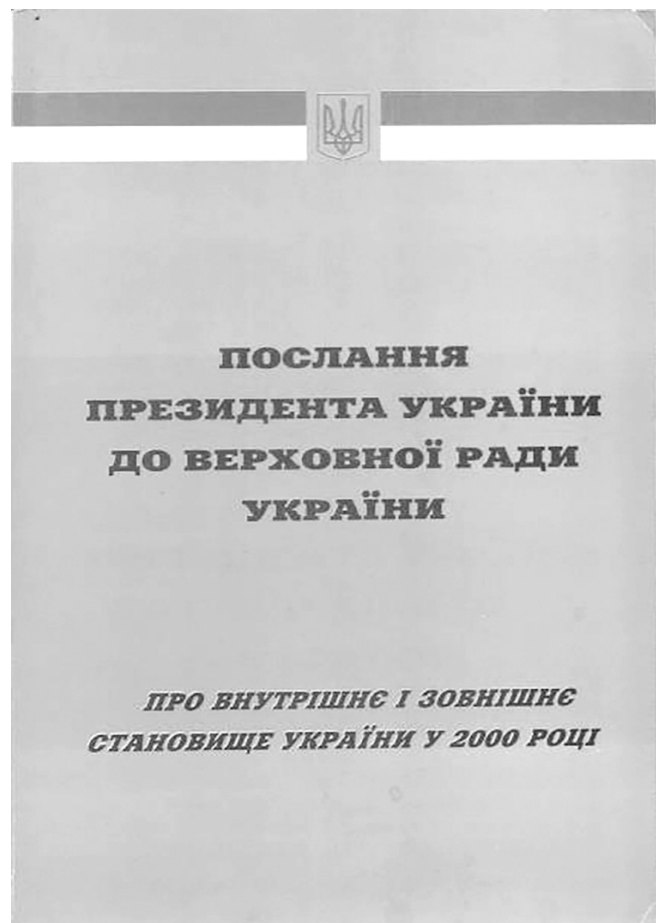 ПОСЛАННЯ
ПРЕЗИДЕНТА УКРАЇНИ
ДО ВЕРХОВНОЇ РАДИ
УКРАЇНИ
ПРО ВНУТРІШНЄ І ЗОВНІШНЄ
СТАНОВИЩЕ УКРАЇНИ У 2000 РОЦІ